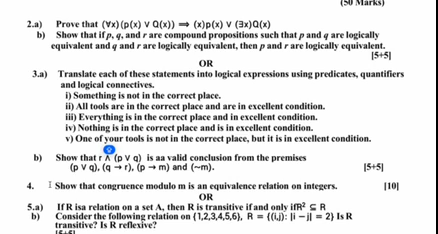 (50 Marks)
2.a) Prove that (∀x)(p(x) ∨ Q(x)) ⟹ (x)p(x) ∨ (∃x)Q(x)
b) Show that if p, q, and r are compound propositions such that p and q are logically
equivalent and q and r are logically equivalent, then p and r are logically equivalent.
[5+5]
OR
3.a) Translate each of these statements into logical expressions using predicates, quantifiers
and logical connectives.
i) Something is not in the correct place.
ii) All tools are in the correct place and are in excellent condition.
iii) Everything is in the correct place and in excellent condition.
iv) Nothing is in the correct place and is in excellent condition.
v) One of your tools is not in the correct place, but it is in excellent condition.
b) Show that r ∧ (p ∨ q) is aa valid conclusion from the premises
(p ∨ q), (q → r), (p → m) and (~m). [5+5]
4. Show that congruence modulo m is an equivalence relation on integers. [10]
OR
5.a) If R isa relation on a set A, then R is transitive if and only ifR² ⊆ R
b) Consider the following relation on {1,2,3,4,5,6}, R = {(i,j): |i − j| = 2} Is R
transitive? Is R reflexive?
[5+5]